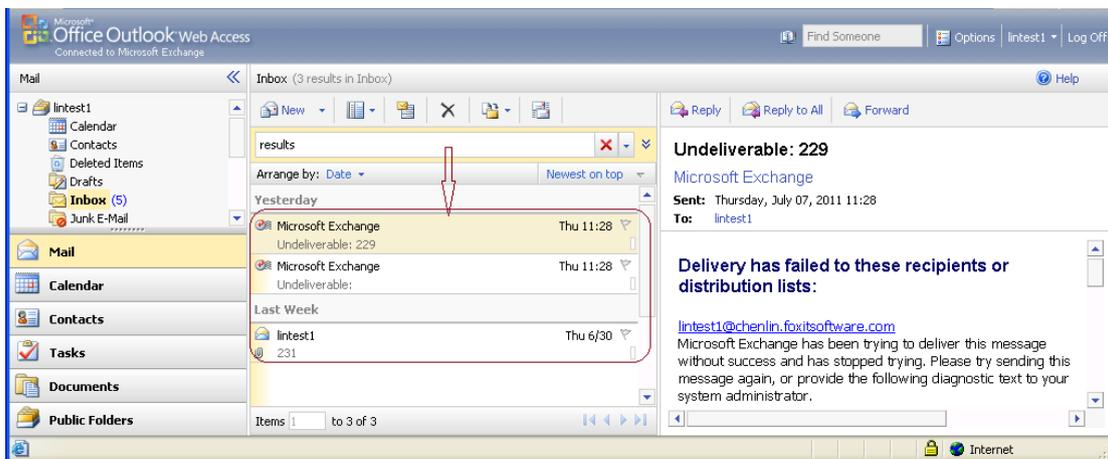 Microsoft®
Office Outlook Web Access
Connected to Microsoft Exchange
Find Someone
Options
lintest1
Log Off
Mail
Inbox (3 results in Inbox)
Help
lintest1
Calendar
Contacts
Deleted Items
Drafts
Inbox (5)
Junk E-Mail
Mail
Calendar
Contacts
Tasks
Documents
Public Folders
New
results
Arrange by: Date
Newest on top
Yesterday
Microsoft Exchange Thu 11:28
Undeliverable: 229
Microsoft Exchange Thu 11:28
Undeliverable:
Last Week
lintest1 Thu 6/30
231
Items 1 to 3 of 3
Reply
Reply to All
Forward
Undeliverable: 229
Microsoft Exchange
Sent: Thursday, July 07, 2011 11:28
To: lintest1
Delivery has failed to these recipients or
distribution lists:
lintest1@chenlin.foxitsoftware.com
Microsoft Exchange has been trying to deliver this message
without success and has stopped trying. Please try sending this
message again, or provide the following diagnostic text to your
system administrator.
Internet